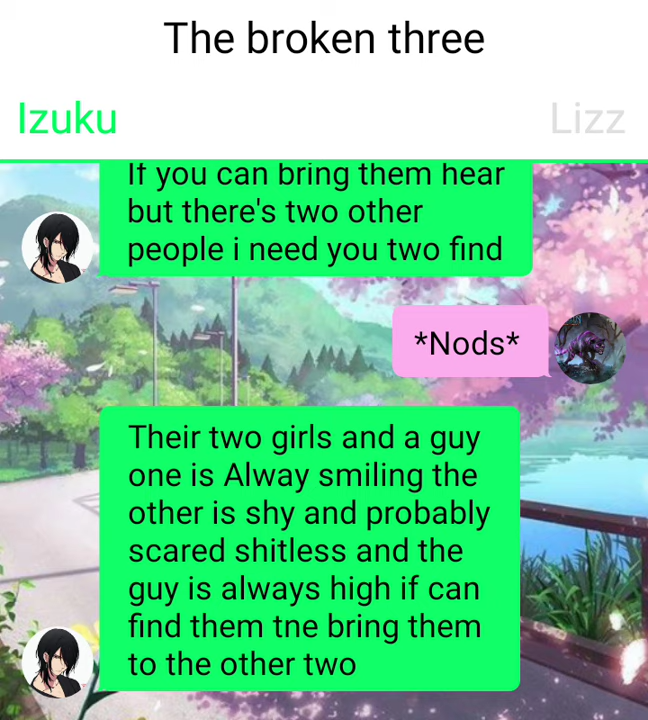 The broken three
Izuku
Lizz
If you can bring them hear
but there's two other
people i need you two find
*Nods*
Their two girls and a guy
one is Alway smiling the
other is shy and probably
scared shitless and the
guy is always high if can
find them tne bring them
to the other two